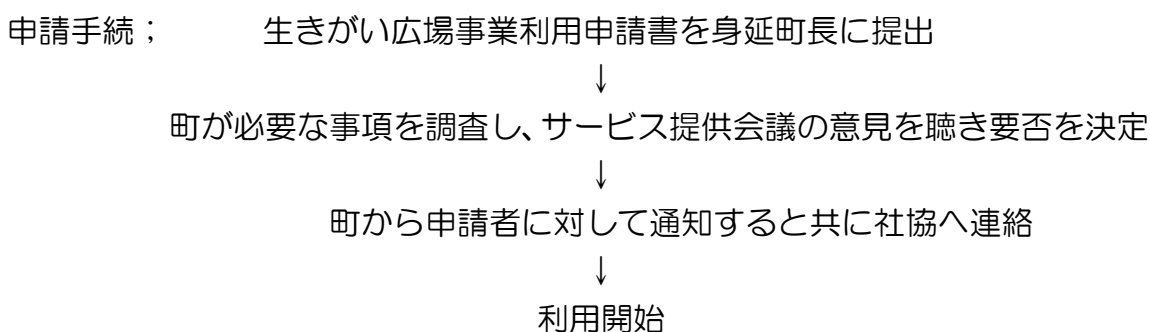 申請手続；　生きがい広場事業利用申請書を身延町長に提出
↓
町が必要な事項を調査し、サービス提供会議の意見を聴き要否を決定
↓
町から申請者に対して通知すると共に社協へ連絡
↓
利用開始